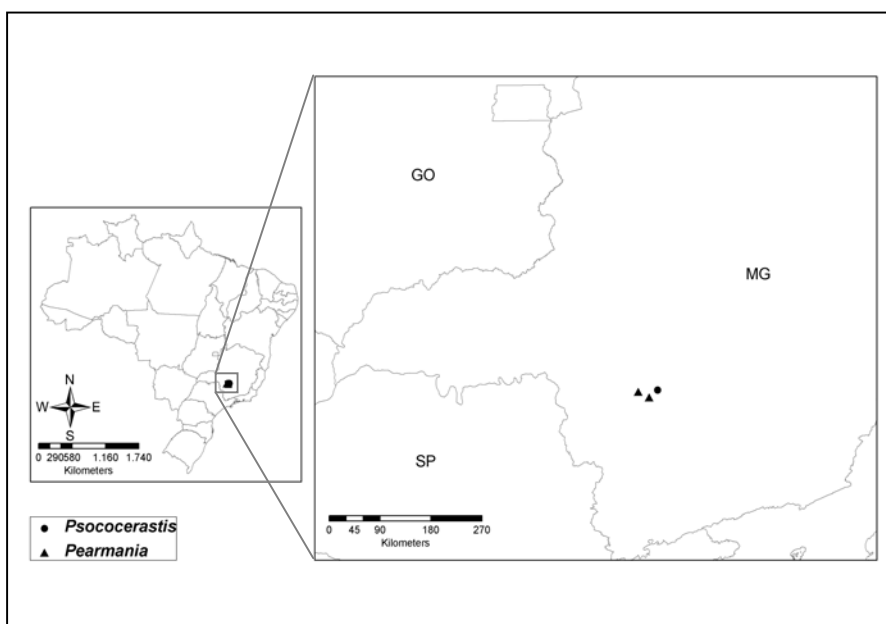 GO
MG
SP
N
W E
S
0 290580 1.160 1.740
Kilometers
0 45 90 180 270
Kilometers
Psococerastis
Pearmania